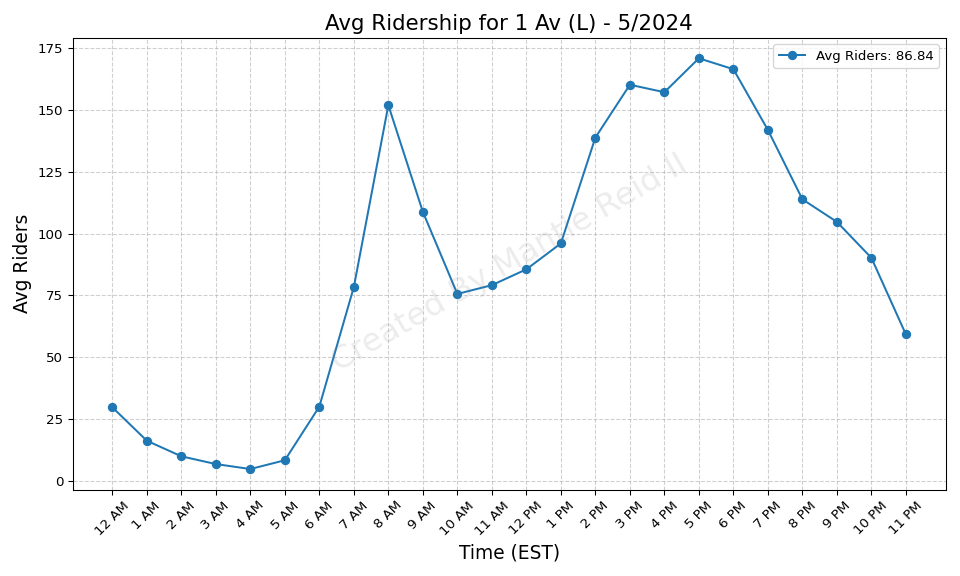 Avg Ridership for 1 Av (L) - 5/2024
Avg Riders: 86.84
Avg Riders
175
150
125
100
75
50
25
0
Created By Mantie Reid II
12 AM
1 AM
2 AM
3 AM
4 AM
5 AM
6 AM
7 AM
8 AM
9 AM
10 AM
11 AM
12 PM
1 PM
2 PM
3 PM
4 PM
5 PM
6 PM
7 PM
8 PM
9 PM
10 PM
11 PM
Time (EST)